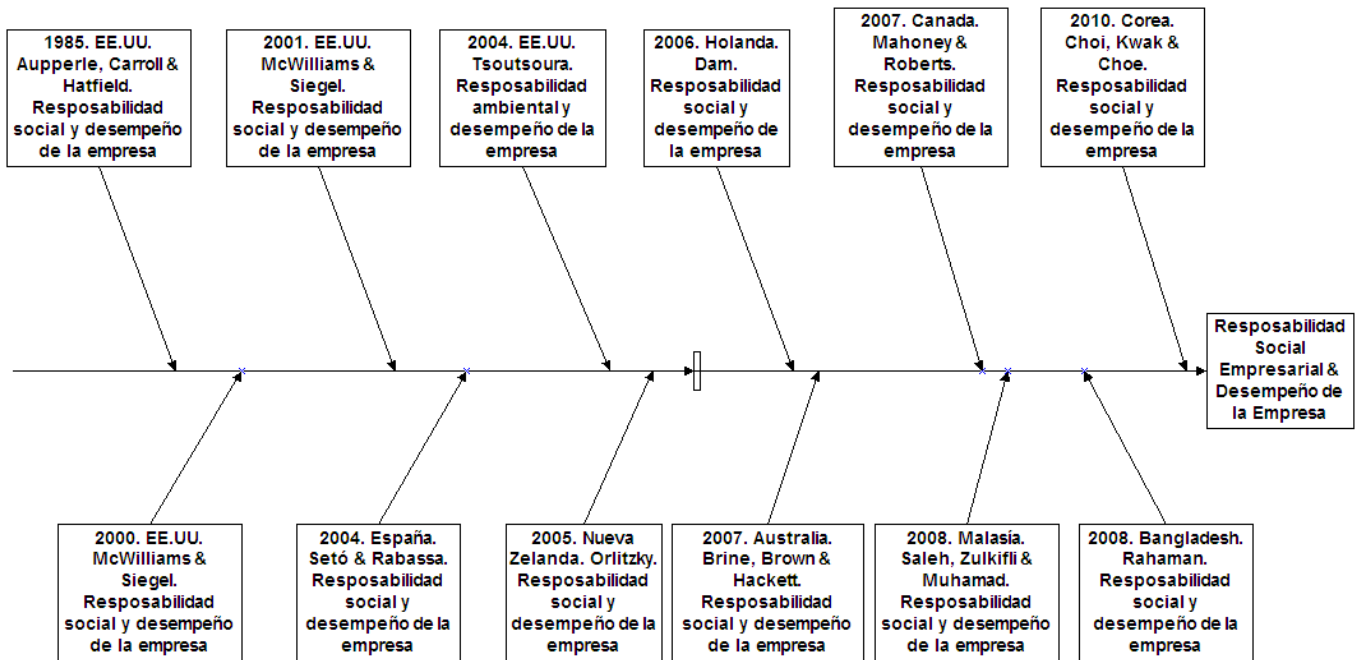 1985. EE.UU.
Aupperle, Carroll &
Hatfield.
Resposabilidad
social y desempeño
de la empresa
2001. EE.UU.
McWilliams &
Siegel.
Resposabilidad
social y desempeño
de la empresa
2004. EE.UU.
Tsoutsoura.
Resposabilidad
ambiental y
desempeño de la
empresa
2006. Holanda.
Dam.
Resposabilidad
social y
desempeño de
la empresa
2007. Canada.
Mahoney &
Roberts.
Resposabilidad
social y
desempeño de la
empresa
2010. Corea.
Choi, Kwak &
Choe.
Resposabilidad
social y
desempeño de la
empresa
Resposabilidad
Social
Empresarial &
Desempeño de
la Empresa
2000. EE.UU.
McWilliams &
Siegel.
Resposabilidad
social y desempeño
de la empresa
2004. España.
Setó & Rabassa.
Resposabilidad
social y
desempeño de la
empresa
2005. Nueva
Zelanda. Orlitzky.
Resposabilidad
social y
desempeño de la
empresa
2007. Australia.
Brine, Brown &
Hackett.
Resposabilidad
social y desempeño
de la empresa
2008. Malasía.
Saleh, Zulkifli &
Muhamad.
Resposabilidad
social y desempeño
de la empresa
2008. Bangladesh.
Rahaman.
Resposabilidad
social y
desempeño de la
empresa